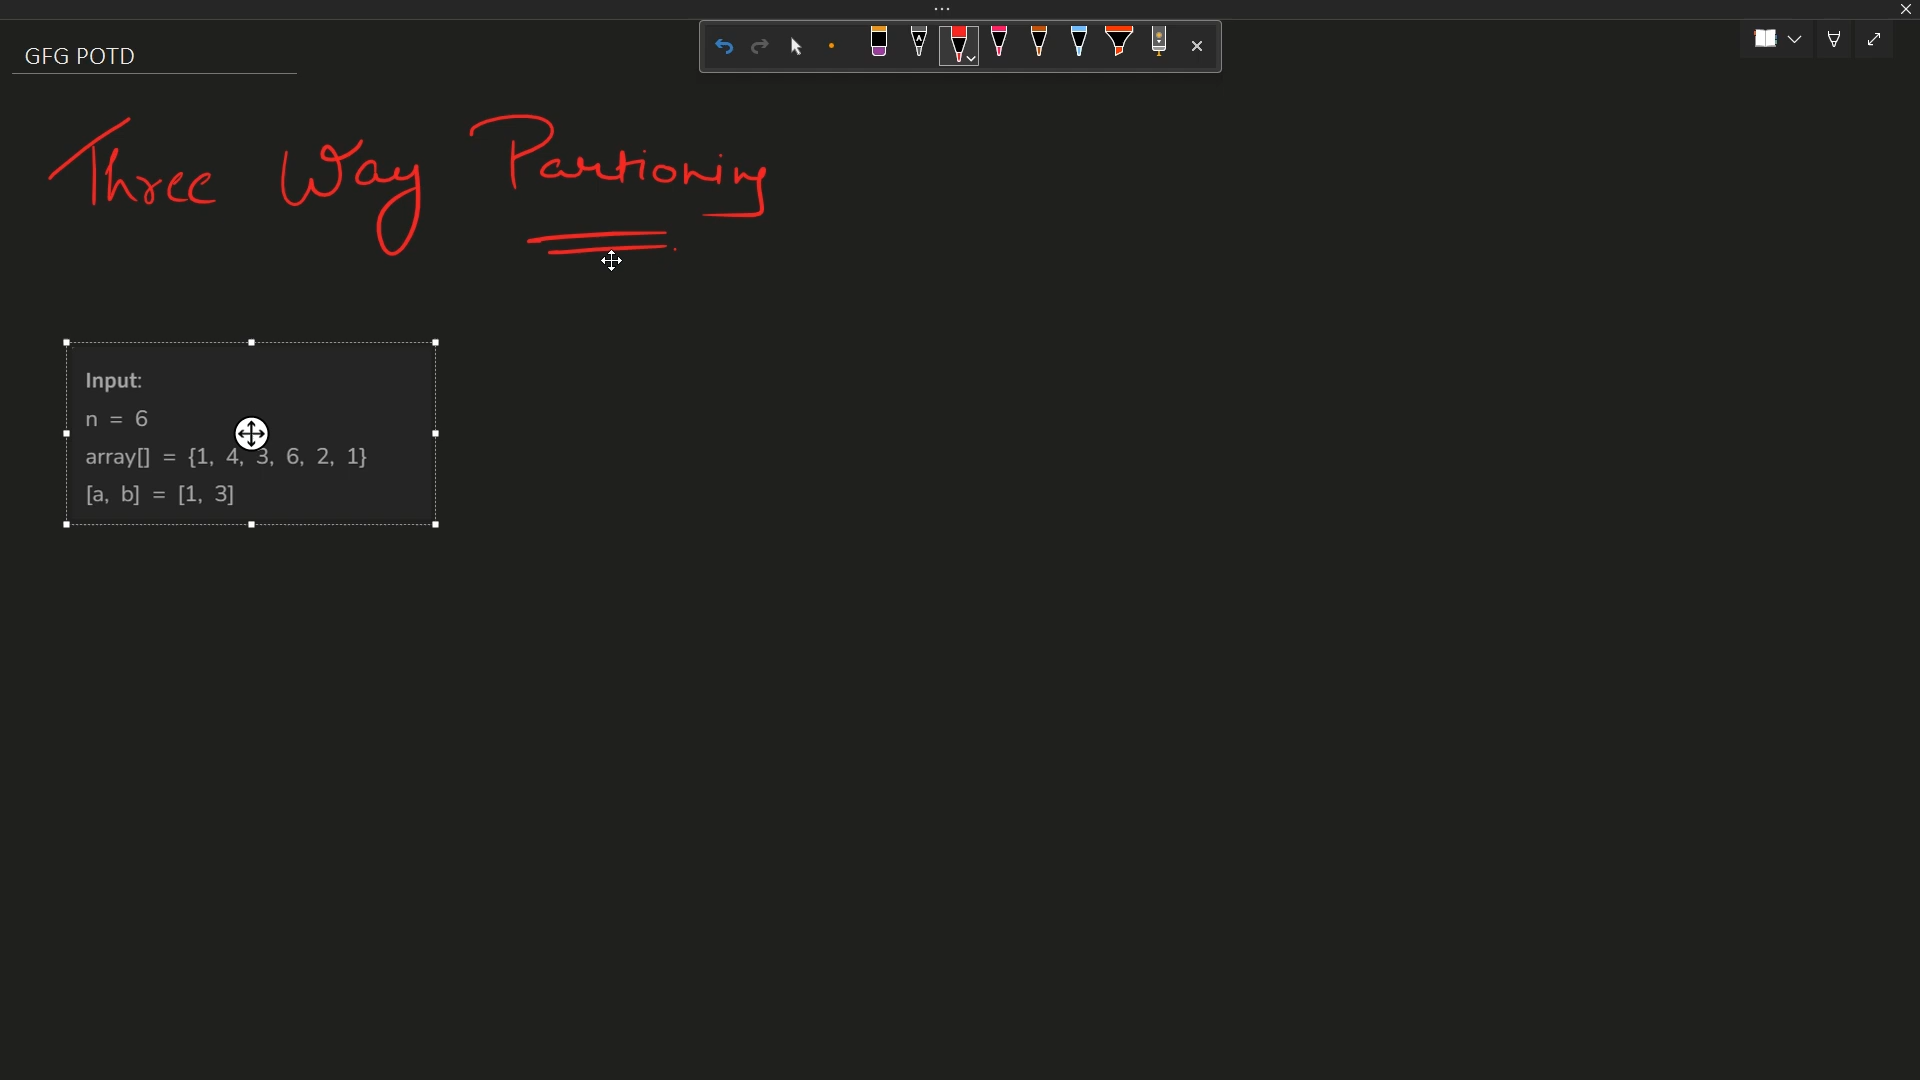 GFG POTD
Three Way Partioning
Input:
n = 6
array[] = {1, 4, 3, 6, 2, 1}
[a, b] = [1, 3]